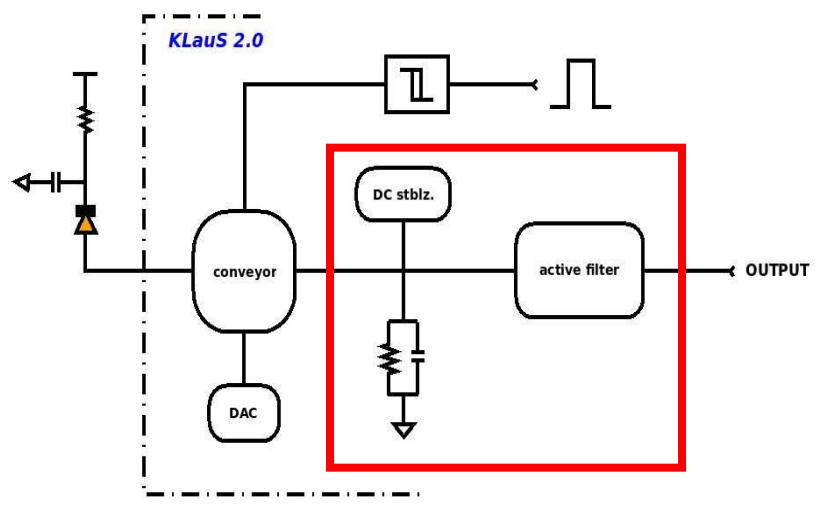 KLauS 2.0
DC stblz.
conveyor
active filter
OUTPUT
DAC